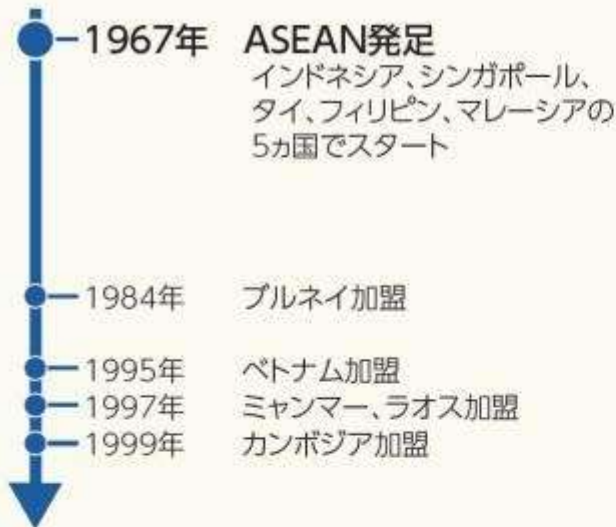 1967年 ASEAN発足
インドネシア、シンガポール、
タイ、フィリピン、マレーシアの
5ヵ国でスタート
1984年 ブルネイ加盟
1995年 ベトナム加盟
1997年 ミャンマー、ラオス加盟
1999年 カンボジア加盟